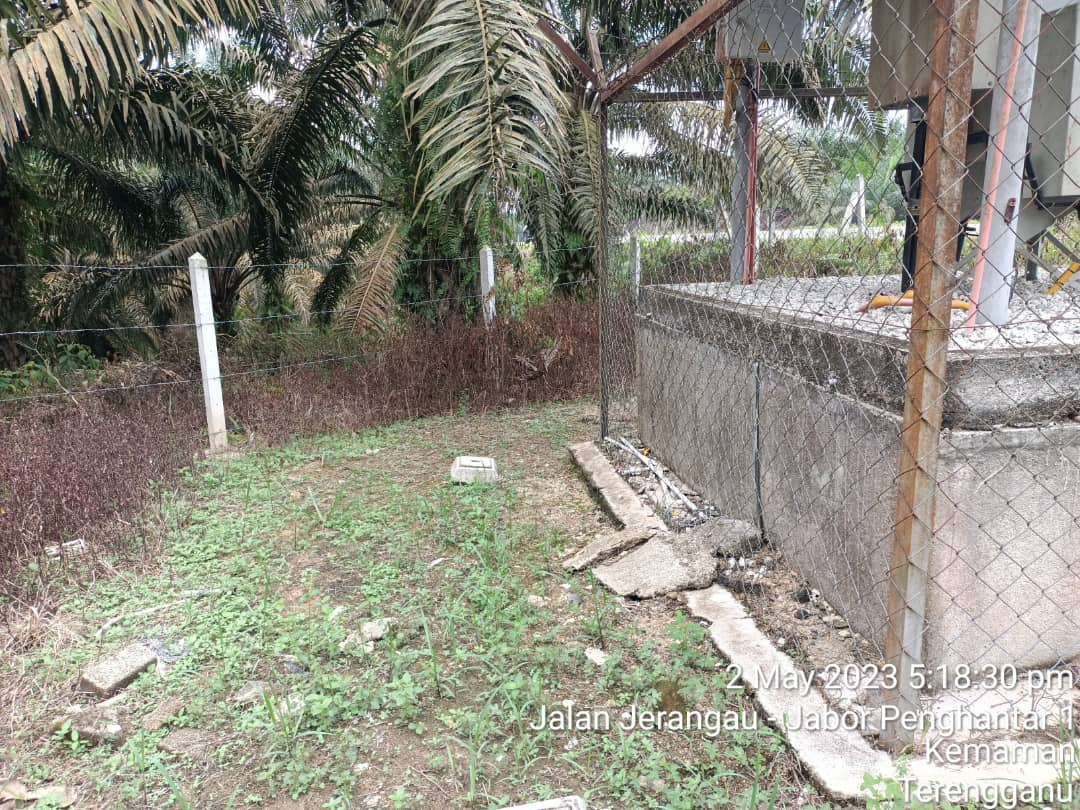 2 May 2023 5:18:30 pm
Jalan Jerangau - Jabor Penghantar 1
Kemaman
Terengganu